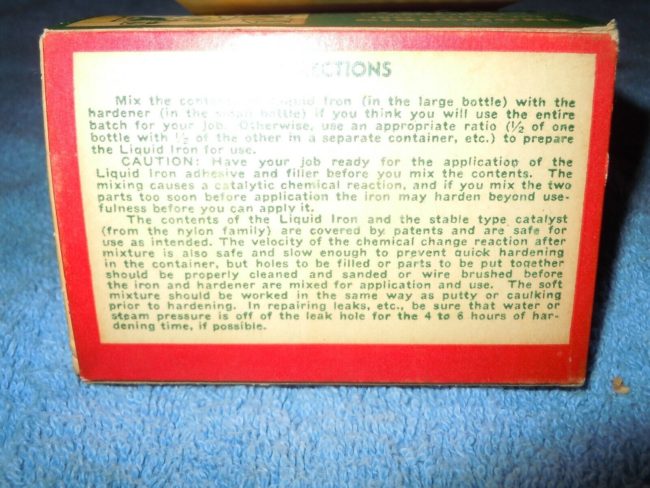 DIRECTIONS
Mix the contents of Liquid Iron (in the large bottle) with the
hardener (in the small bottle) if you think you will use the entire
batch for your job. Otherwise, use an appropriate ratio (½ of one
bottle with ½ of the other in a separate container, etc.) to prepare
the Liquid Iron for use.
CAUTION: Have your job ready for the application of the
Liquid Iron adhesive and filler before you mix the contents. The
mixing causes a catalytic chemical reaction, and if you mix the two
parts too soon before application the iron may harden beyond use-
fulness before you can apply it.
The contents of the Liquid Iron and the stable type catalyst
(from the nylon family) are covered by patents and are safe for
use as intended. The velocity of the chemical change reaction after
mixture is also safe and slow enough to prevent quick hardening
in the container, but holes to be filled or parts to be put together
should be properly cleaned and sanded or wire brushed before
the iron and hardener are mixed for application and use. The soft
mixture should be worked in the same way as putty or caulking
prior to hardening. In repairing leaks, etc., be sure that water or
steam pressure is off of the leak hole for the 4 to 6 hours of har-
dening time, if possible.